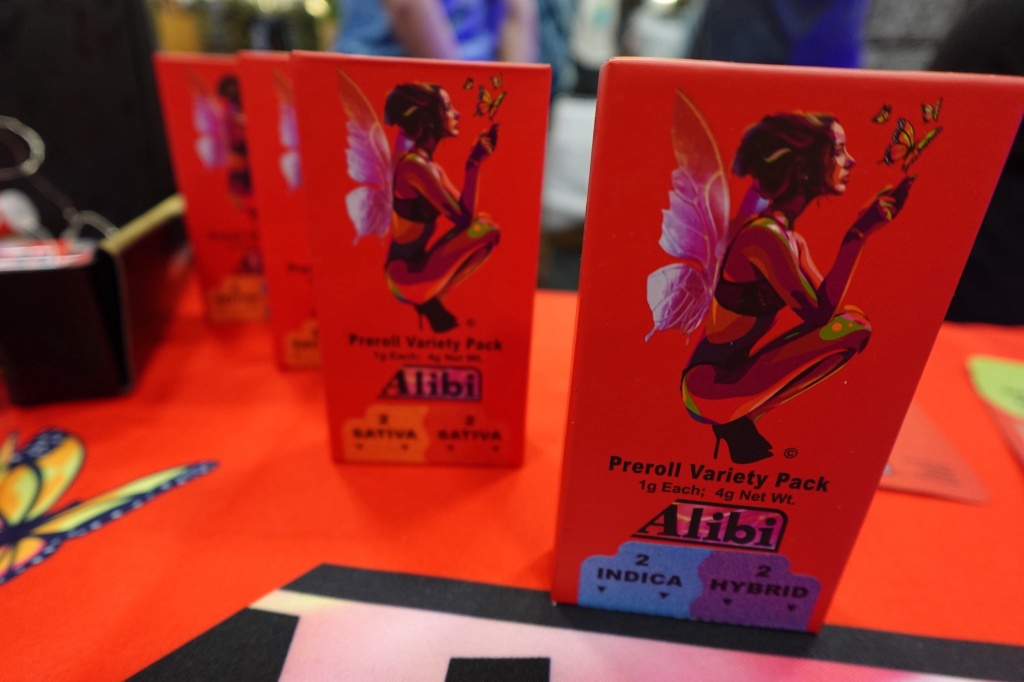 Preroll Variety Pack
1g Each; 4g Net Wt.
Alibi
2
SATIVA
2
SATIVA
©
Preroll Variety Pack
1g Each; 4g Net Wt.
Alibi
2
INDICA
2
HYBRID